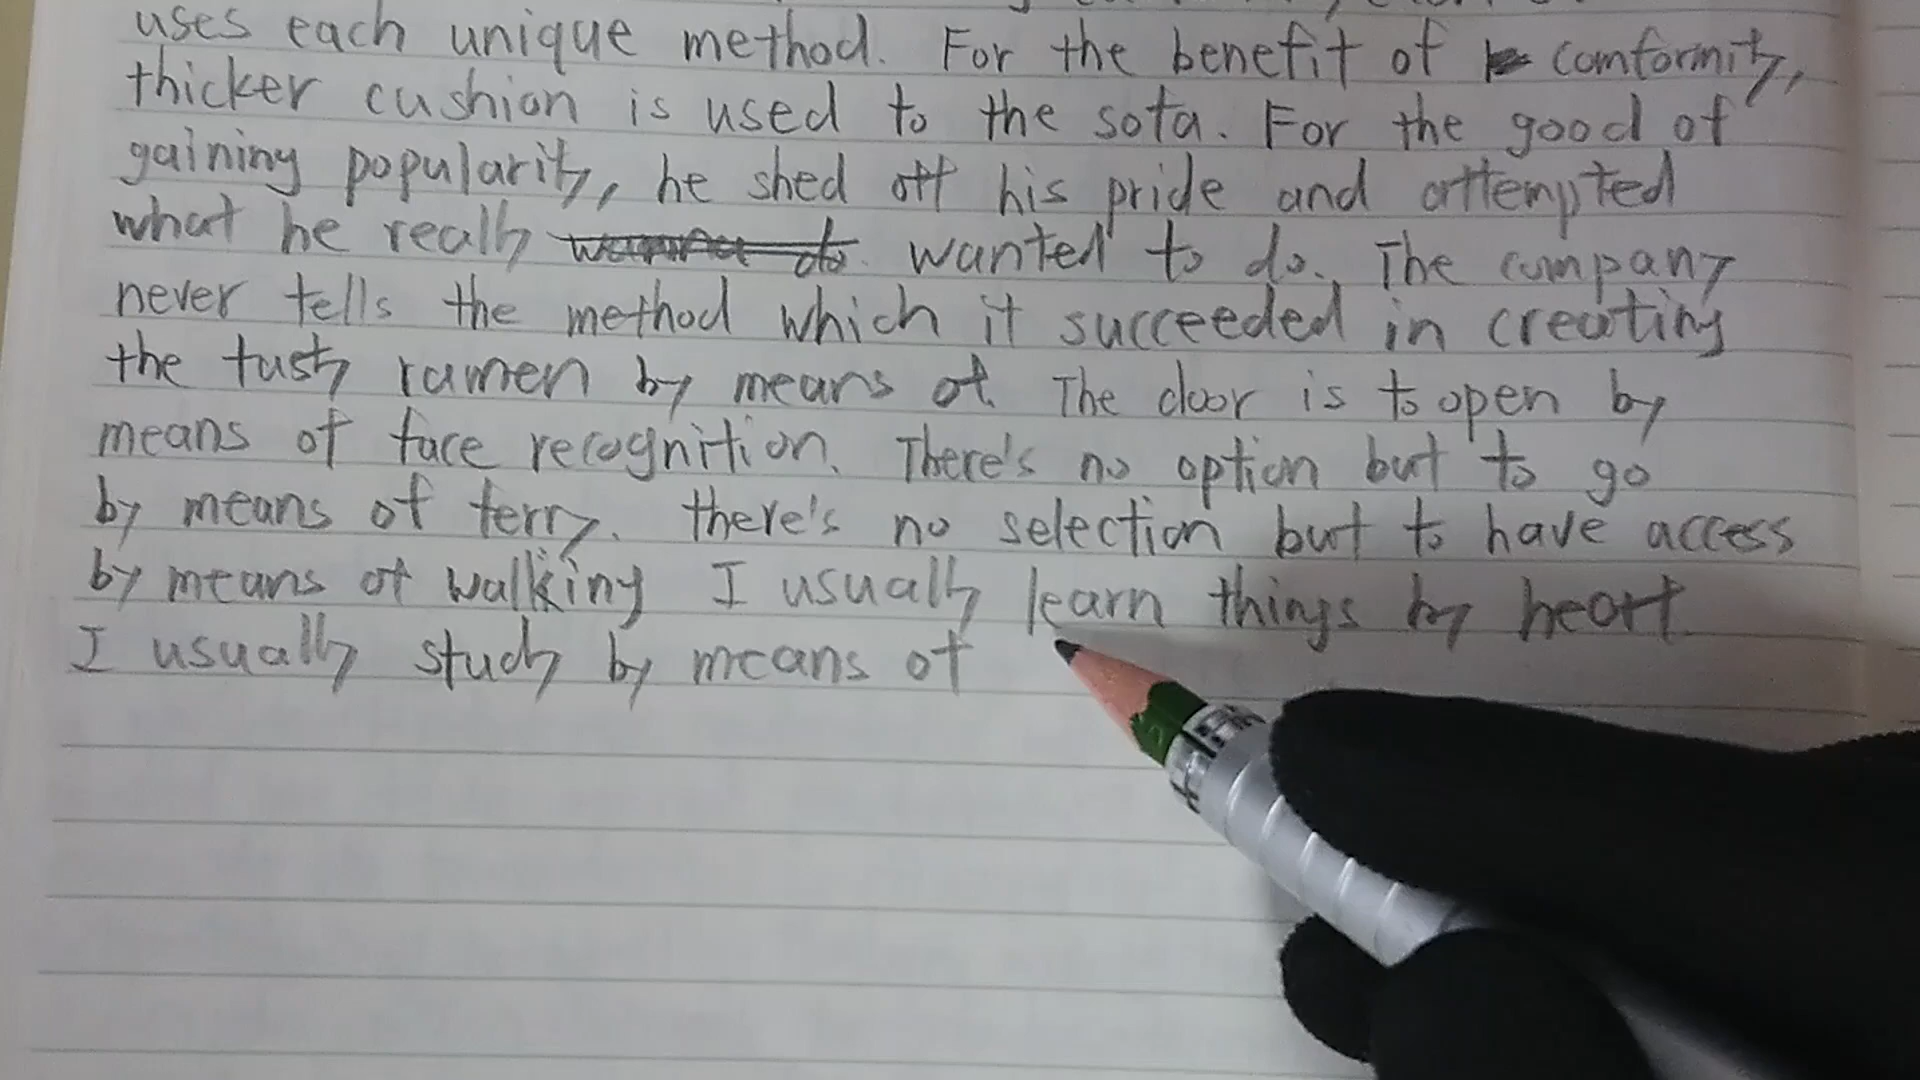 uses each unique method. For the benefit of comformity,
thicker cushion is used to the sofa. For the good of
gaining popularity, he shed off his pride and attempted
what he really wanna do wanted to do. The company
never tells the method which it succeeded in creating
the tasty ramen by means of. The door is to open by
means of face recognition. There's no option but to go
by means of ferry. there's no selection but to have access
by means of walking I usually learn things by heart
I usually study by means of